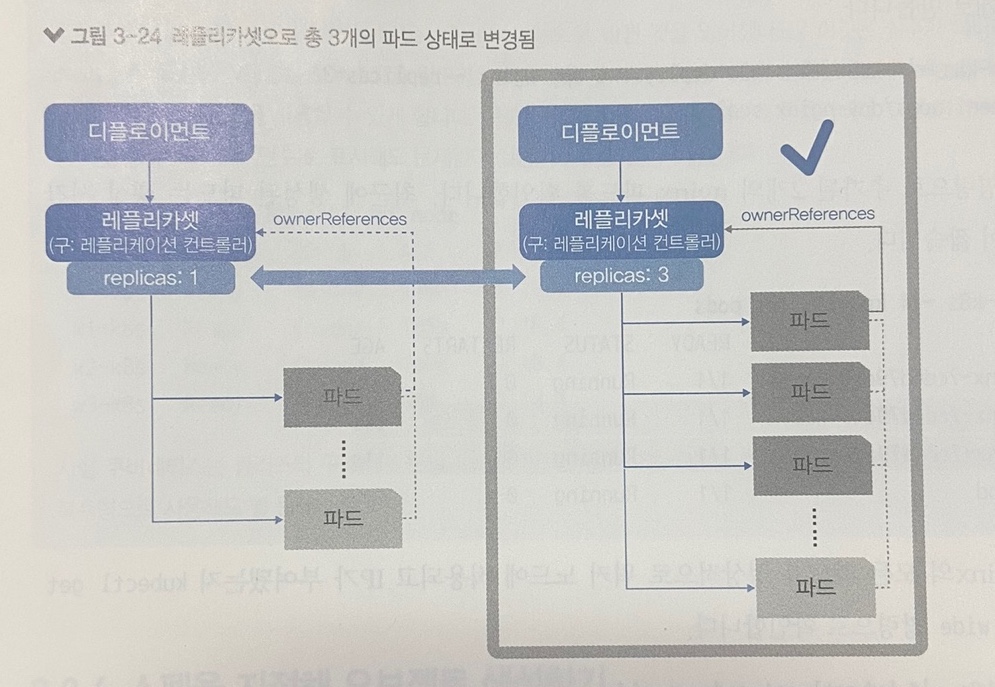 그림 3-24 레플리카셋으로 총 3개의 파드 상태로 변경됨
디플로이먼트
레플리카셋
(구: 레플리케이션 컨트롤러)
replicas: 1
ownerReferences
파드
파드
디플로이먼트
레플리카셋
(구: 레플리케이션 컨트롤러)
replicas: 3
ownerReferences
파드
파드
파드
파드